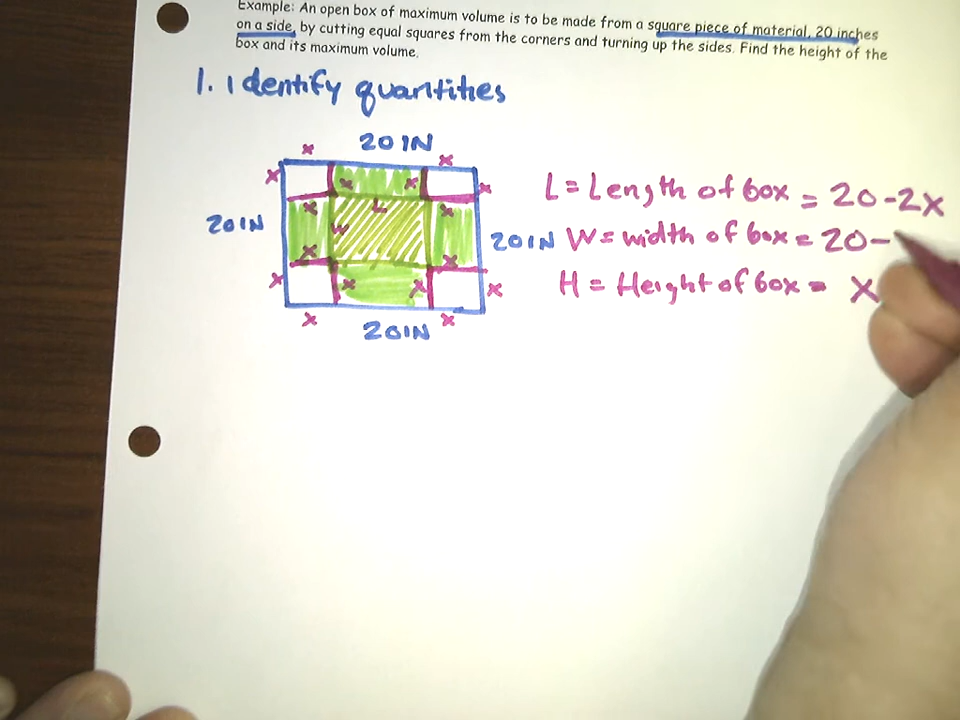 Example: An open box of maximum volume is to be made from a square piece of material, 20 inches
on a side, by cutting equal squares from the corners and turning up the sides. Find the height of the
box and its maximum volume.
1. Identify quantities
20 IN
x x
x x
x x
L
20 IN
x x
w
20 IN
x x
x x
x x
x x
20 IN
L = Length of box = 20-2x
W = width of box = 20-
H = Height of box = x